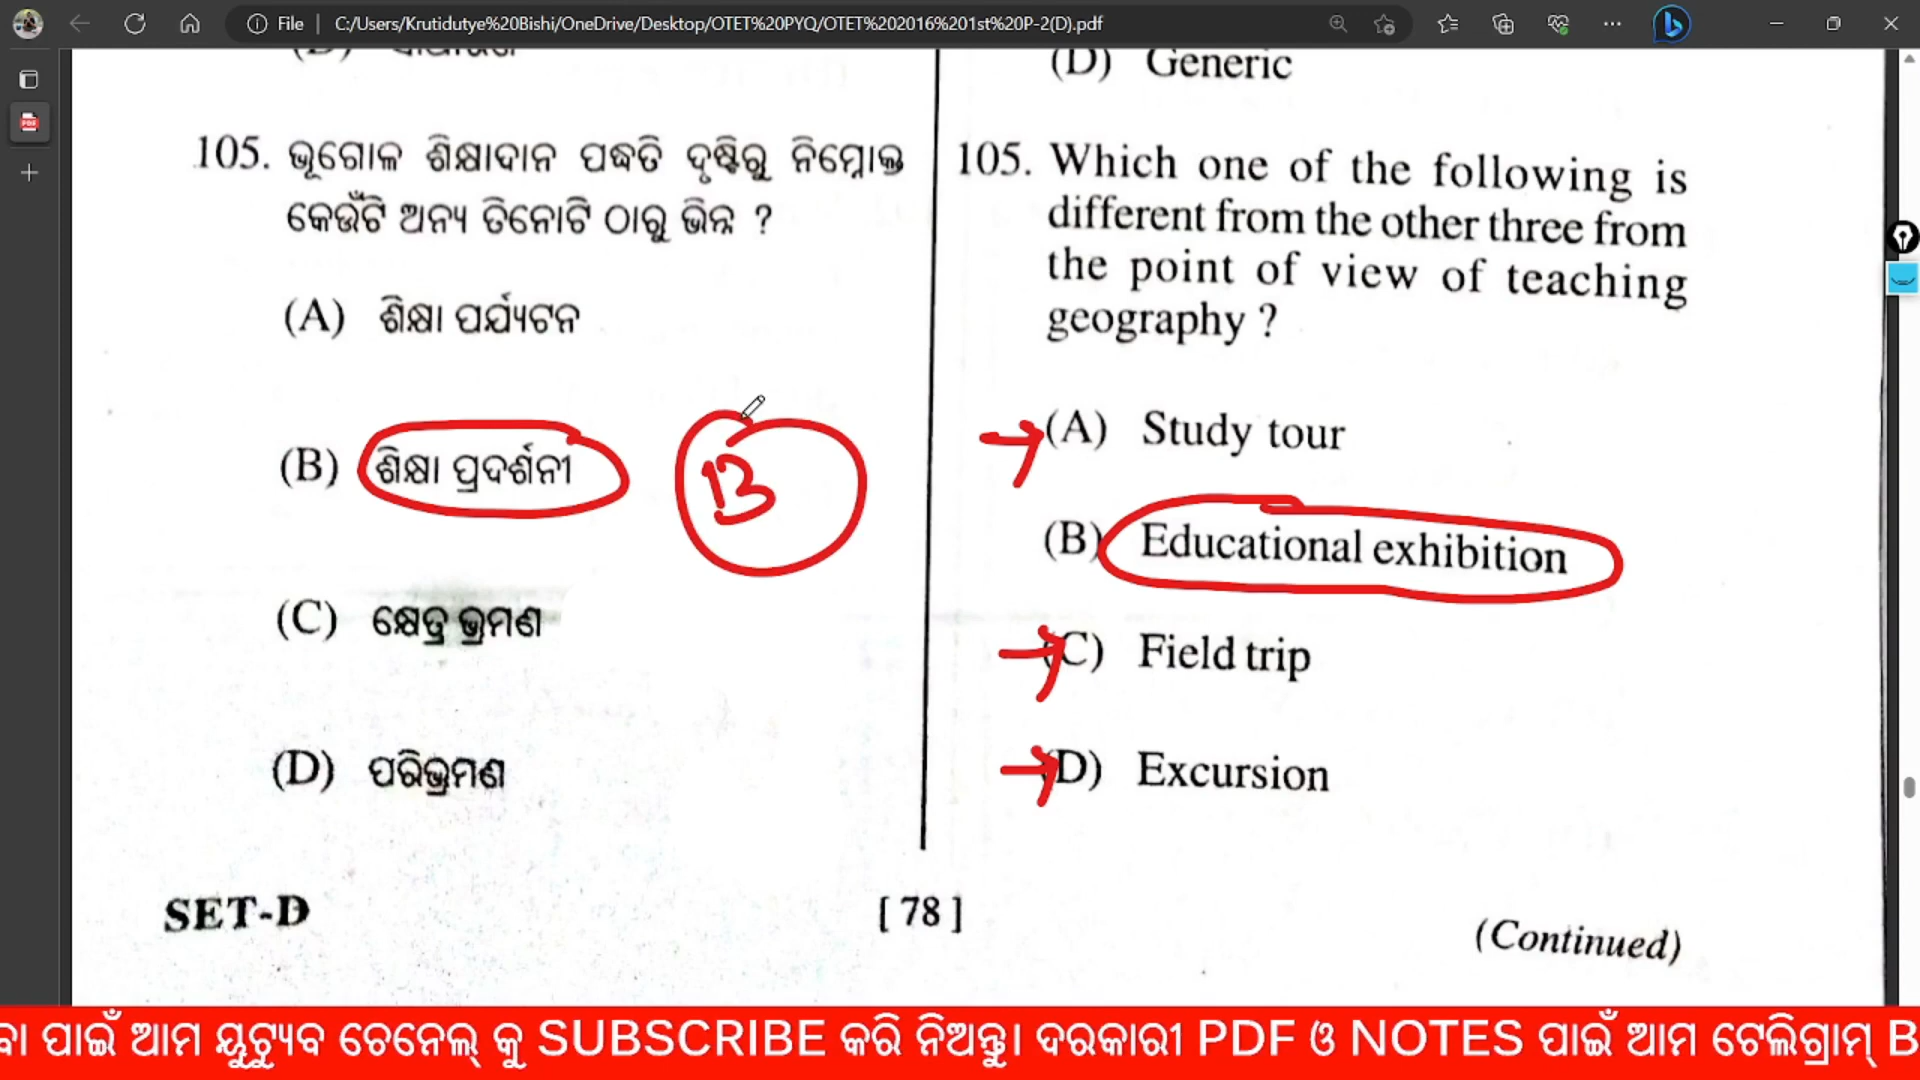 File
C:/Users/Krutidutye%20Bishi/OneDrive/Desktop/OTET%20PYQ/OTET%202016%201st%20P-2(D).pdf
(D) Generic
105. ଭୂଗୋଳ ଶିକ୍ଷାଦାନ ପଦ୍ଧତି ଦୃଷ୍ଟିରୁ ନିମ୍ନୋକ୍ତ
କେଉଁଟି ଅନ୍ୟ ତିନୋଟି ଠାରୁ ଭିନ୍ନ ?
(A) ଶିକ୍ଷା ପର୍ଯ୍ୟଟନ
(B) ଶିକ୍ଷା ପ୍ରଦର୍ଶନୀ
B
(C) କ୍ଷେତ୍ର ଭ୍ରମଣ
(D) ପରିଭ୍ରମଣ
105. Which one of the following is
different from the other three from
the point of view of teaching
geography ?
(A) Study tour
(B) Educational exhibition
(C) Field trip
(D) Excursion
SET-D
[ 78 ]
(Continued)
ବା ପାଇଁ ଆମ ୟୁଟ୍ୟୁବ ଚେନେଲ୍ କୁ SUBSCRIBE କରି ନିଅନ୍ତୁ। ଦରକାରୀ PDF ଓ NOTES ପାଇଁ ଆମ ଟେଲିଗ୍ରାମ୍ B